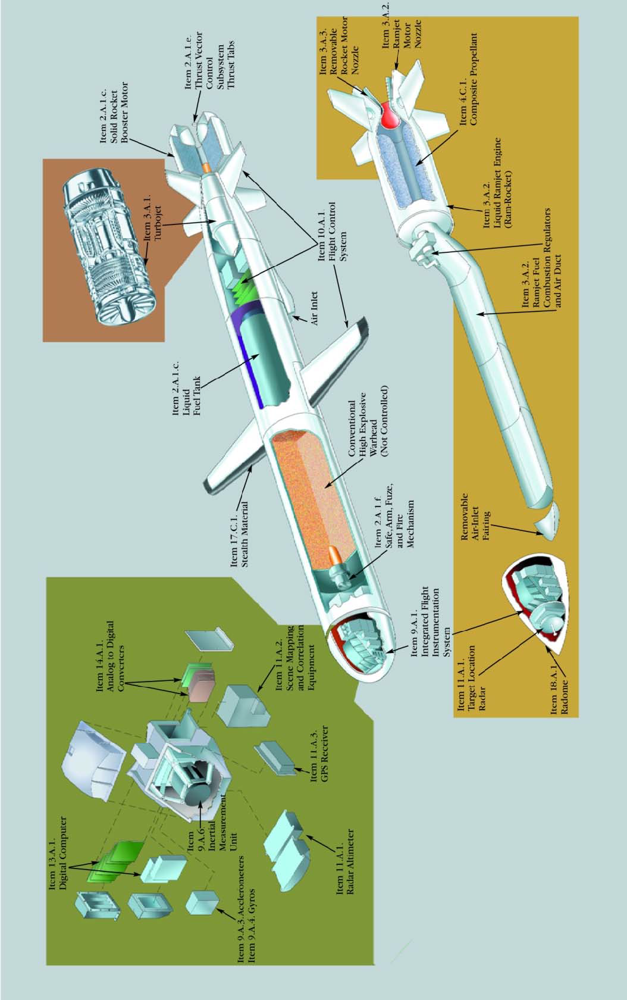 Item 13.A.1.
Digital Computer
Item 14.A.1.
Analog to Digital
Converters
Item 9.A.3. Acclerometers
Item 9.A.4. Gyros
Item
9.A.6.
Inertial
Measurement
Unit
Item 11.A.1.
Radar Altimeter
Item 11.A.3.
GPS Receiver
Item 11.A.2.
Scene Mapping
and Correlation
Equipment
Item 3.A.1.
Turbojet
Item 2.A.1.c.
Solid Rocket
Booster Motor
Item 2.A.1.e.
Thrust Vector
Control
Subsystem
Thrust Tabs
Item 2.A.1.c.
Liquid
Fuel Tank
Item 17.C.1.
Stealth Material
Item 10.A.1.
Flight Control
System
Air Inlet
Conventional
High Explosive
Warhead
(Not Controlled)
Item 2.A.1.f.
Safe, Arm, Fuze,
and Fire
Mechanism
Item 9.A.1.
Integrated Flight
Instrumentation
System
Item 3.A.3.
Removable
Rocket Motor
Nozzle
Item 3.A.2.
Ramjet
Motor
Nozzle
Item 4.C.1.
Composite Propellant
Item 3.A.2.
Liquid Ramjet Engine
(Ram-Rocket)
Item 3.A.2.
Ramjet Fuel
Combustion Regulators
and Air Duct
Removable
Air-Inlet
Fairing
Item 11.A.1.
Target Location
Radar
Item 18.A.1
Radome